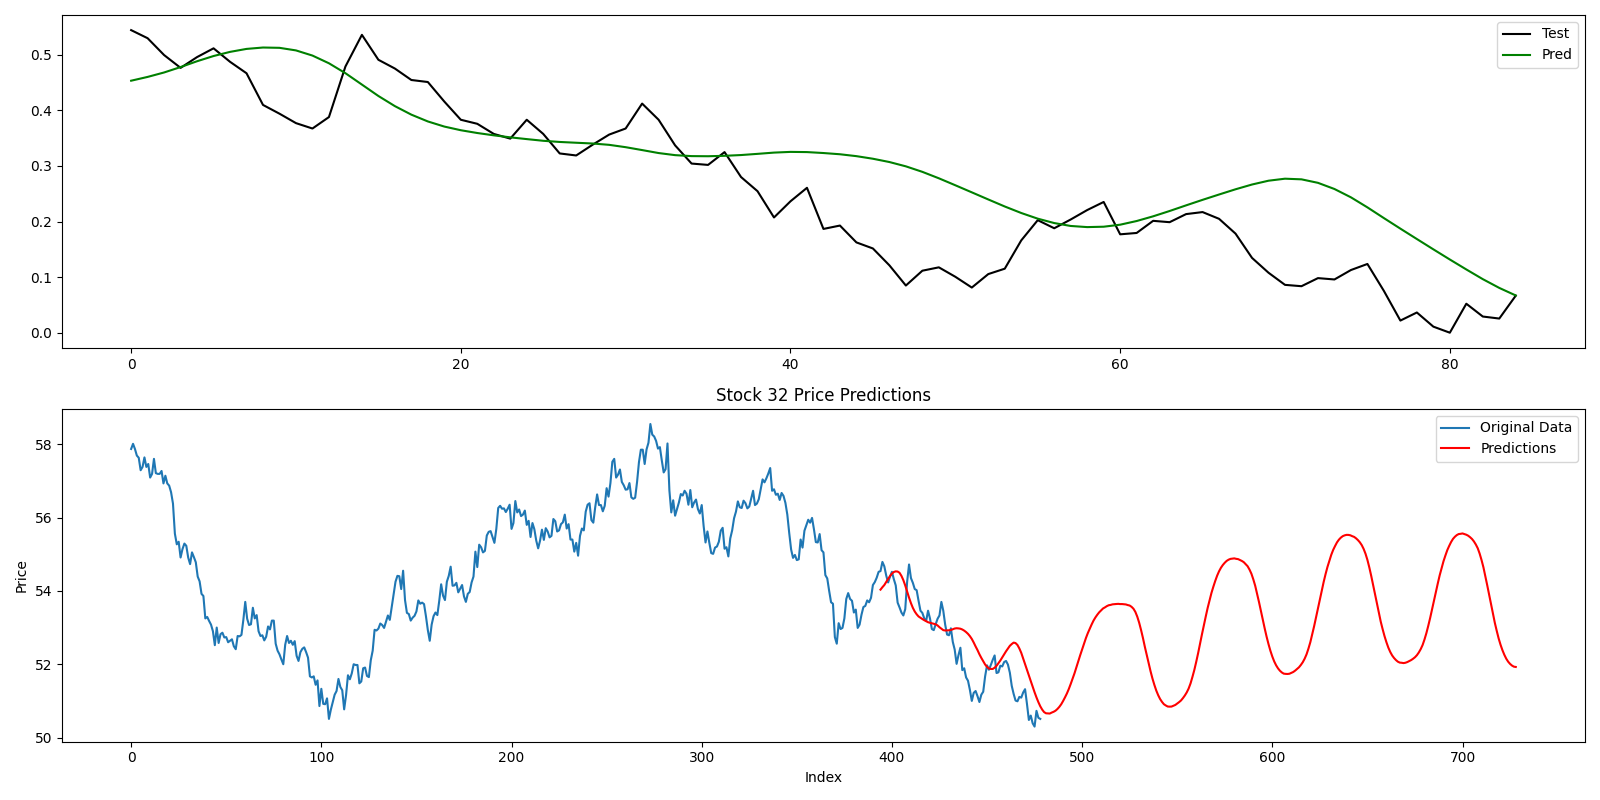 Test
Pred
0.5
0.4
0.3
0.2
0.1
0.0
0 20 40 60 80
Stock 32 Price Predictions
Original Data
Predictions
Price
58
56
54
52
50
0 100 200 300 400 500 600 700
Index